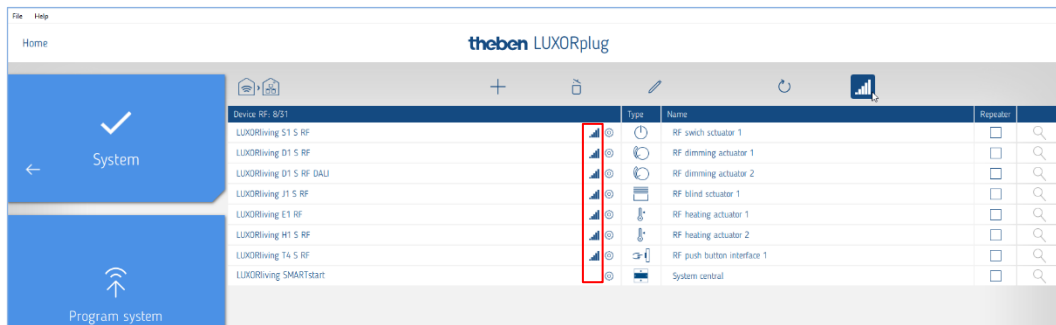 File Help
Home
theben LUXORplug
System
Program system
Device RF: 8/31 Type Name Repeater
LUXORliving S1 S RF RF swich sctuator 1
LUXORliving D1 S RF RF dimming actuator 1
LUXORliving D1 S RF DALI RF dimming actuator 2
LUXORliving J1 S RF RF blind sctuator 1
LUXORliving E1 RF RF heating actuator 1
LUXORliving H1 S RF RF heating actuator 2
LUXORliving T4 S RF RF push button interface 1
LUXORliving SMARTstart System central